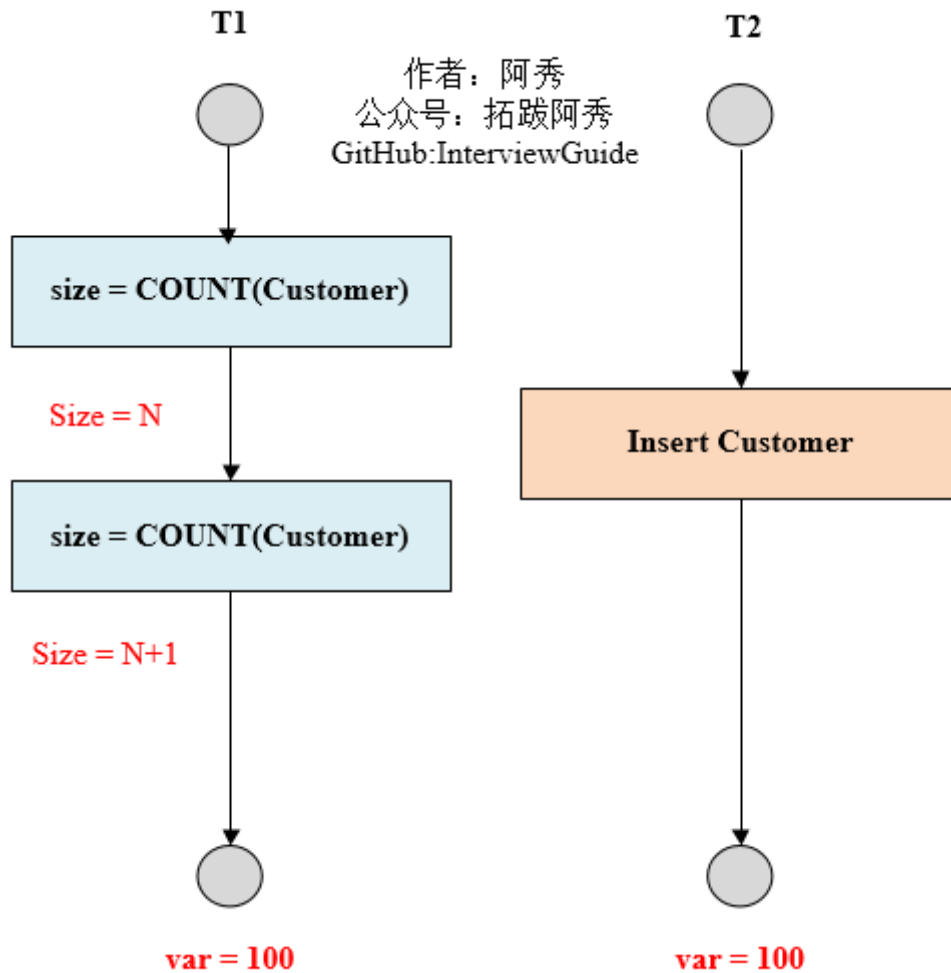 T1
T2
作者：阿秀
公众号：拓跋阿秀
GitHub:InterviewGuide
size = COUNT(Customer)
Size = N
Insert Customer
size = COUNT(Customer)
Size = N+1
var = 100
var = 100